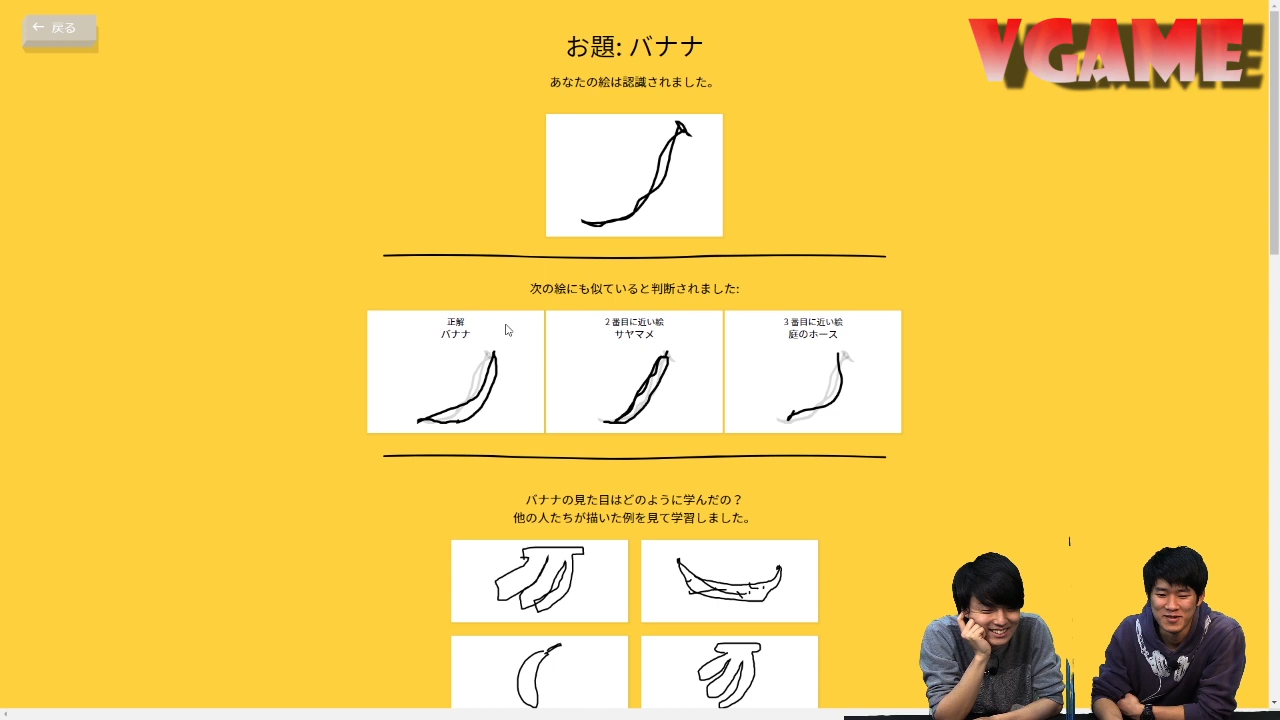 ← 戻る
VGAME
お題: バナナ
あなたの絵は認識されました。
次の絵にも似ていると判断されました:
正解
バナナ
2 番目に近い絵
サヤマメ
3 番目に近い絵
庭のホース
バナナの見た目はどのように学んだの？
他の人たちが描いた例を見て学習しました。